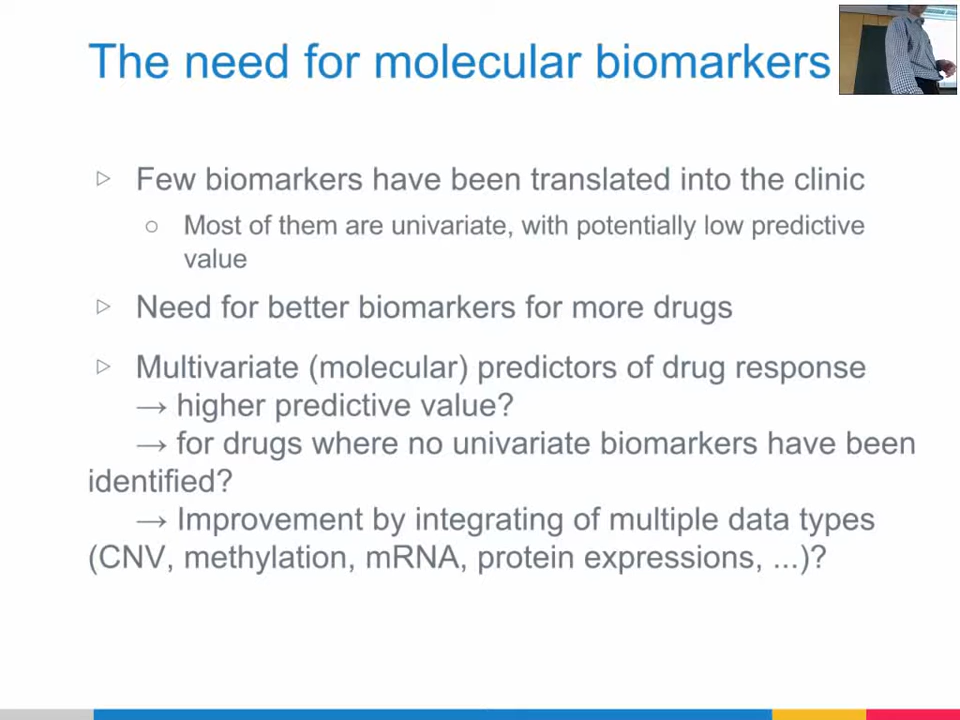 The need for molecular biomarkers
▷ Few biomarkers have been translated into the clinic
○ Most of them are univariate, with potentially low predictive
value
▷ Need for better biomarkers for more drugs
▷ Multivariate (molecular) predictors of drug response
→ higher predictive value?
→ for drugs where no univariate biomarkers have been
identified?
→ Improvement by integrating of multiple data types
(CNV, methylation, mRNA, protein expressions, ...)?